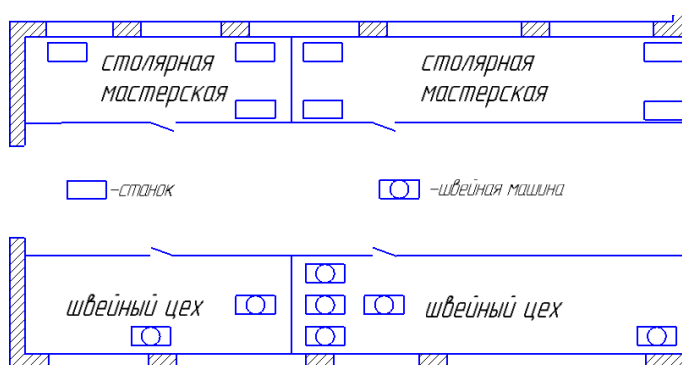 столярная
мастерская
столярная
мастерская
-станок
-швейная машина
швейный цех
швейный цех